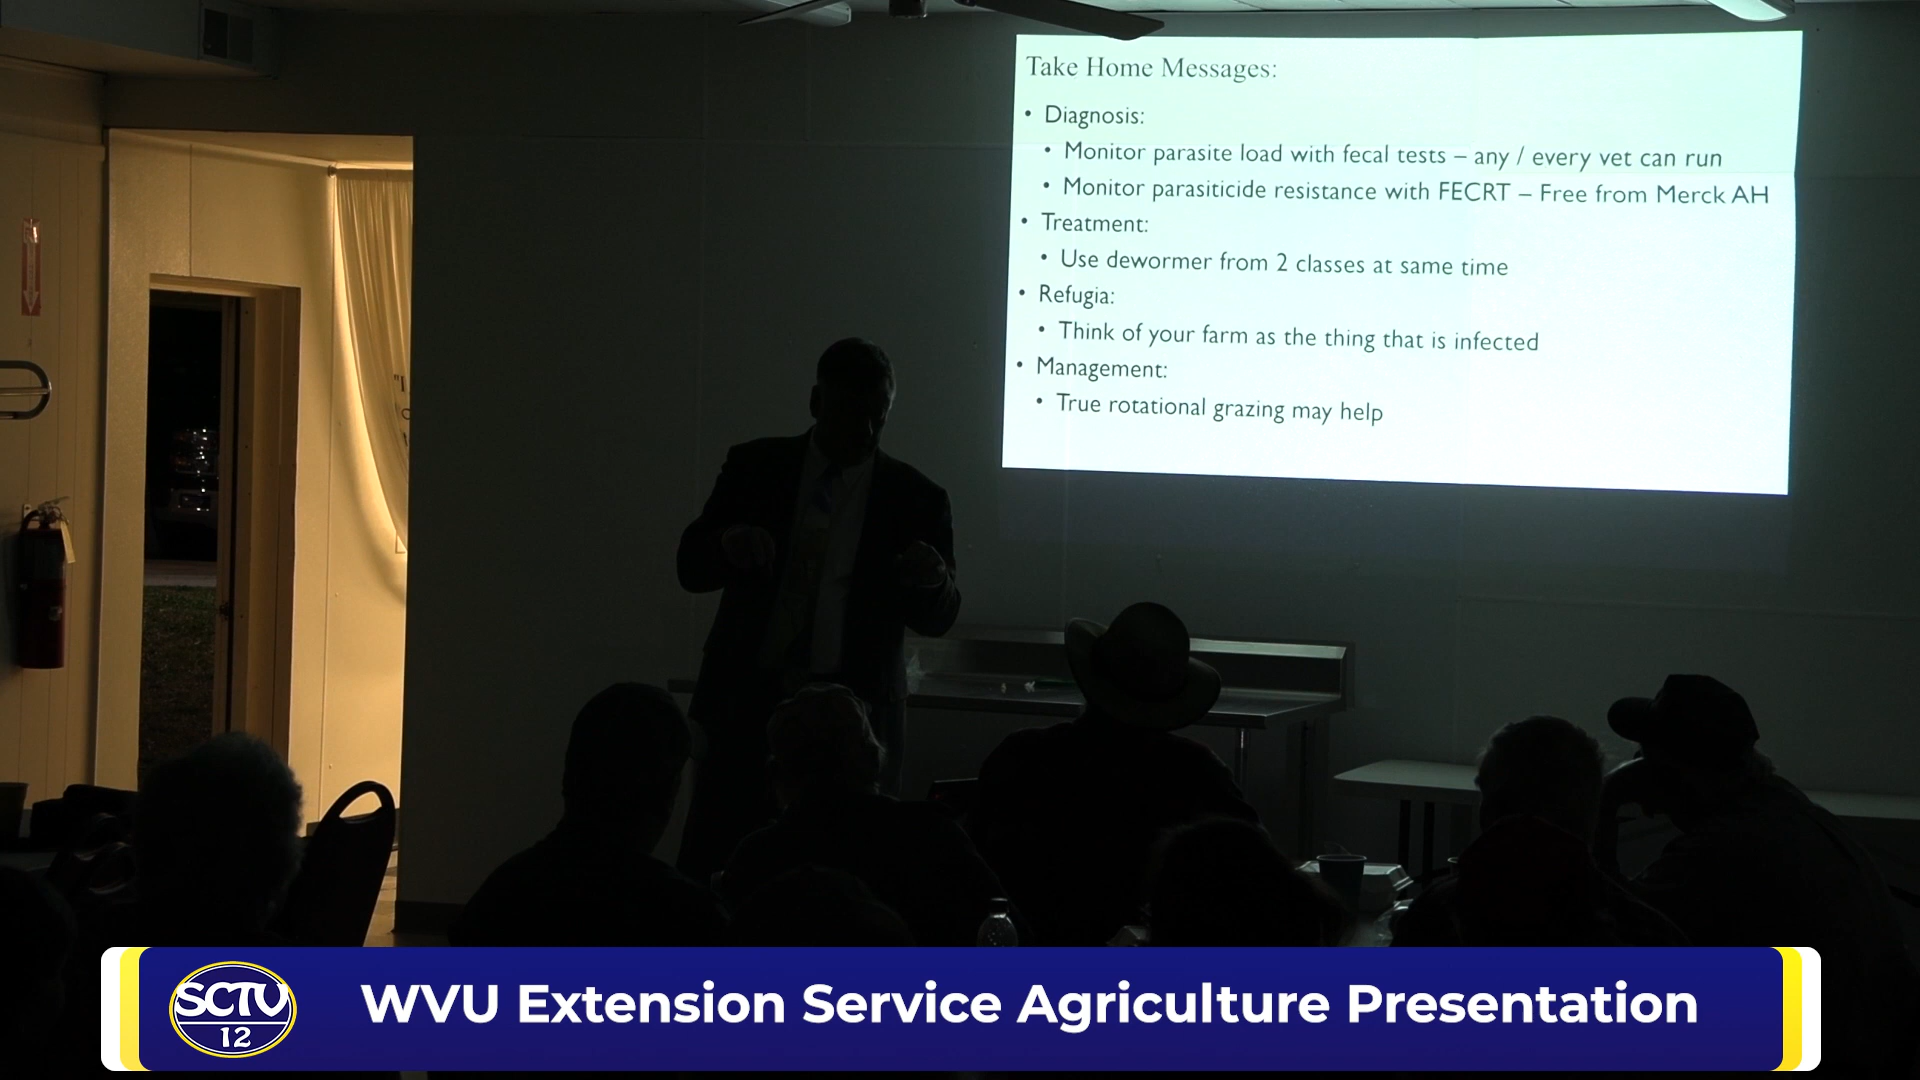 Take Home Messages:
• Diagnosis:
• Monitor parasite load with fecal tests – any / every vet can run
• Monitor parasiticide resistance with FECRT – Free from Merck AH
• Treatment:
• Use dewormer from 2 classes at same time
• Refugia:
• Think of your farm as the thing that is infected
• Management:
• True rotational grazing may help
SCTV
12
WVU Extension Service Agriculture Presentation